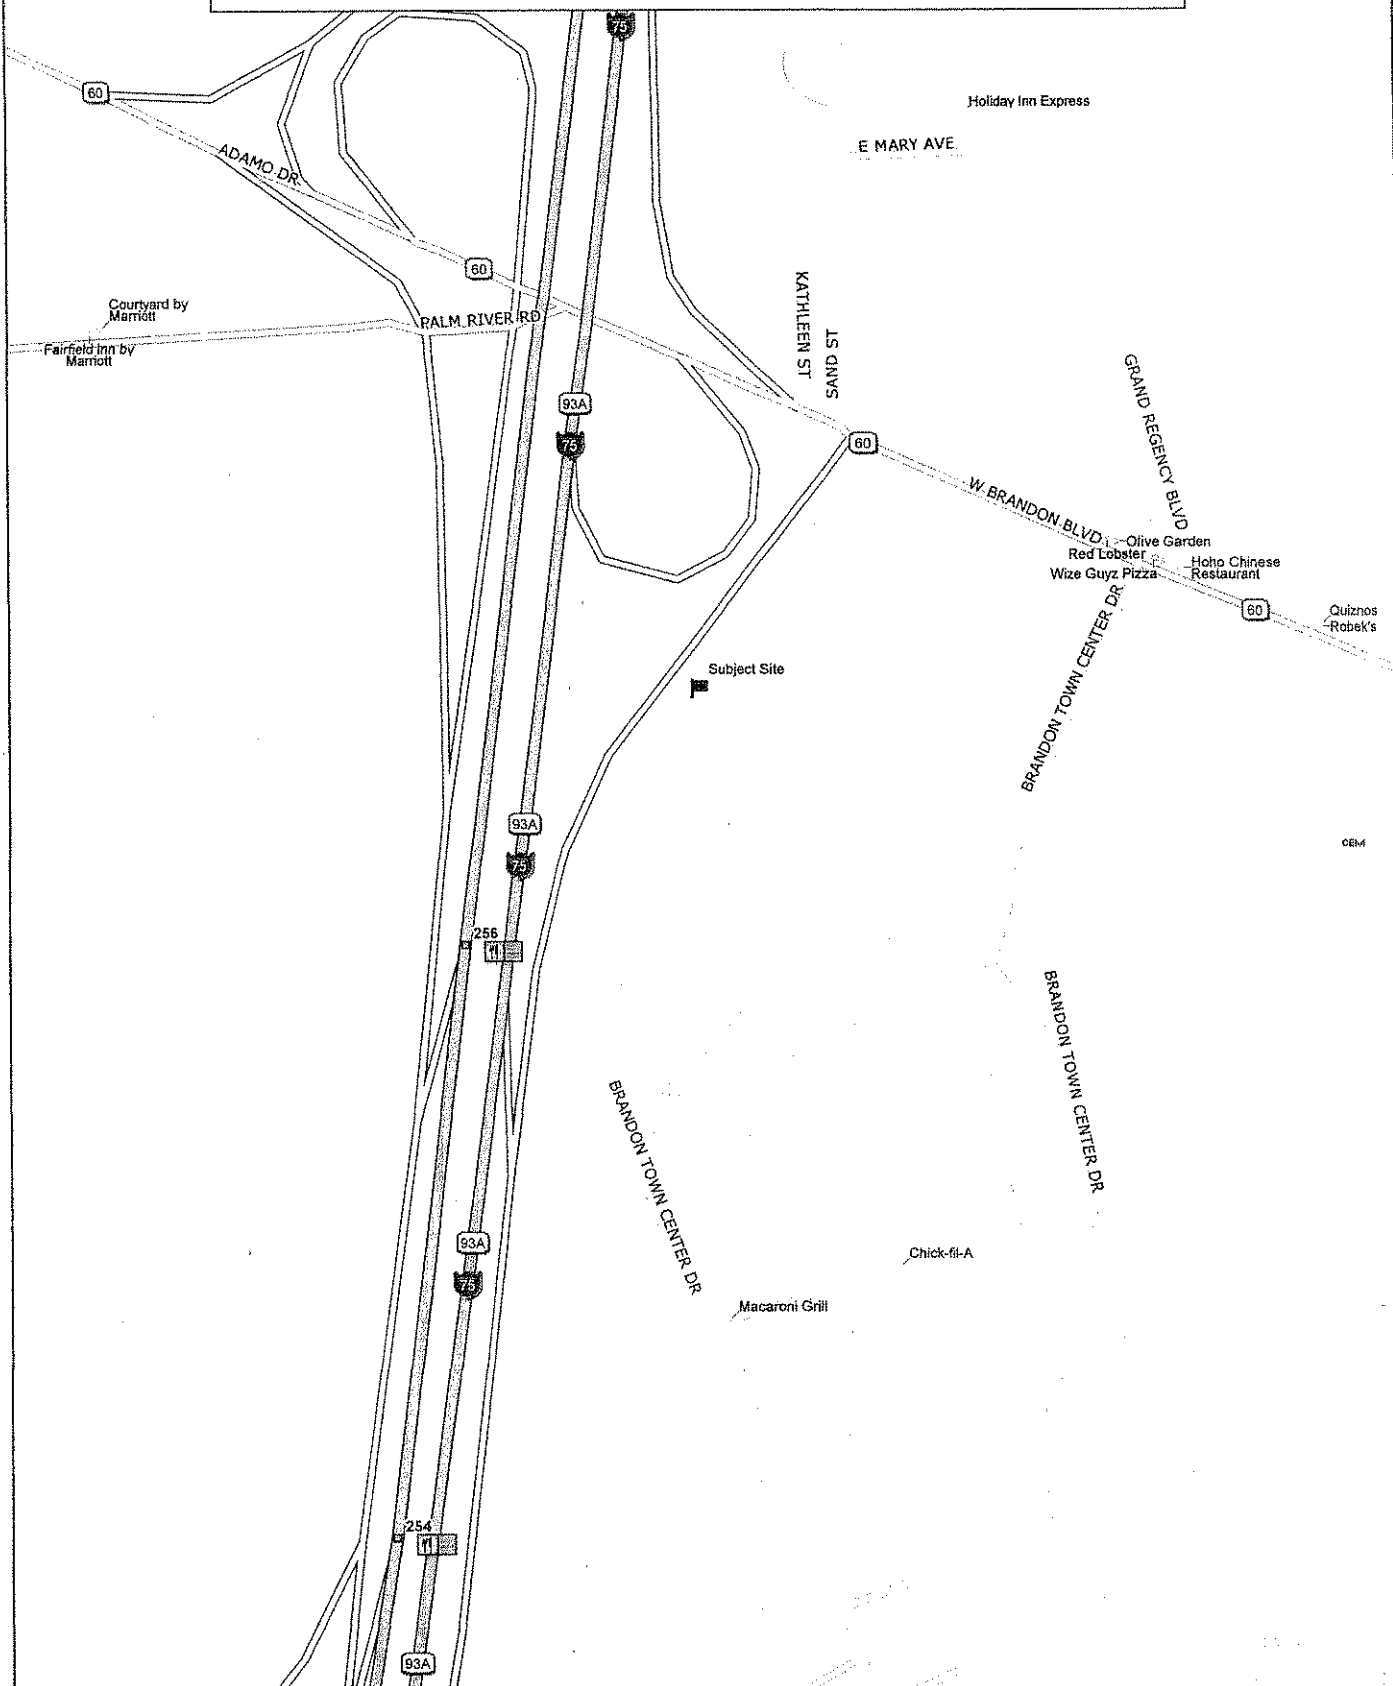 75
60
Holiday Inn Express
E MARY AVE
ADAMO DR
60
KATHLEEN ST
SAND ST
Courtyard by
Marriott
PALM RIVER RD
Fairfield Inn by
Marriott
GRAND REGENCY BLVD
93A
75
60
W BRANDON BLVD
Olive Garden
Red Lobster
Hoho Chinese
Restaurant
Wize Guyz Pizza
60
Quiznos
Robek's
BRANDON TOWN CENTER DR
Subject Site
93A
75
CEM
256
BRANDON TOWN CENTER DR
BRANDON TOWN CENTER DR
93A
75
Chick-fil-A
Macaroni Grill
254
93A